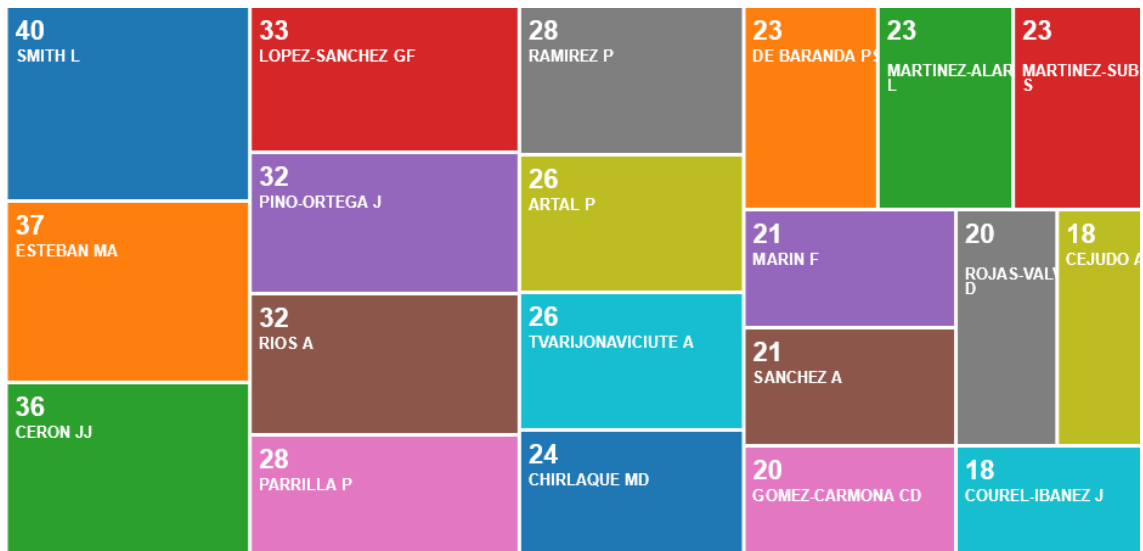 40
SMITH L
37
ESTEBAN MA
36
CERON JJ
33
LOPEZ-SANCHEZ GF
32
PINO-ORTEGA J
32
RIOS A
28
PARRILLA P
28
RAMIREZ P
26
ARTAL P
26
TVARIJONAVICIUTE A
24
CHIRLAQUE MD
23
DE BARANDA PS
23
MARTINEZ-ALAR
L
23
MARTINEZ-SUB
S
21
MARIN F
21
SANCHEZ A
20
GOMEZ-CARMONA CD
20
ROJAS-VAL
D
18
CEJUDO A
18
COUREL-IBANEZ J